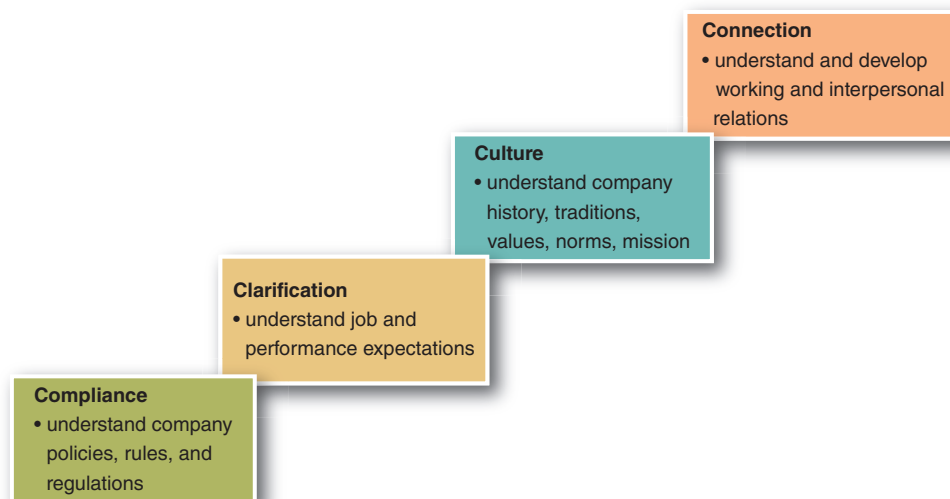 Connection
• understand and develop
working and interpersonal
relations
Culture
• understand company
history, traditions,
values, norms, mission
Clarification
• understand job and
performance expectations
Compliance
• understand company
policies, rules, and
regulations